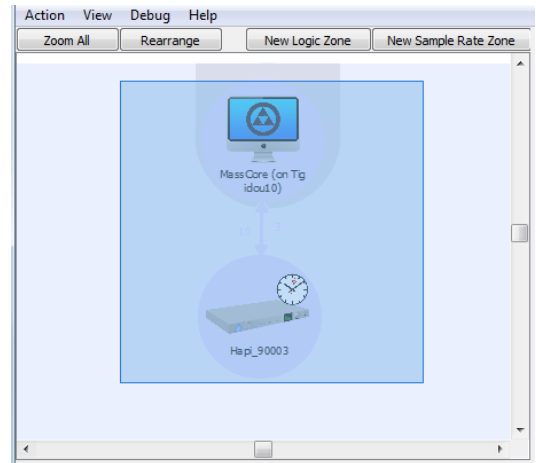 Action View Debug Help
Zoom All Rearrange New Logic Zone New Sample Rate Zone
MassCore (on Tig
idou10)
Hapi_90003